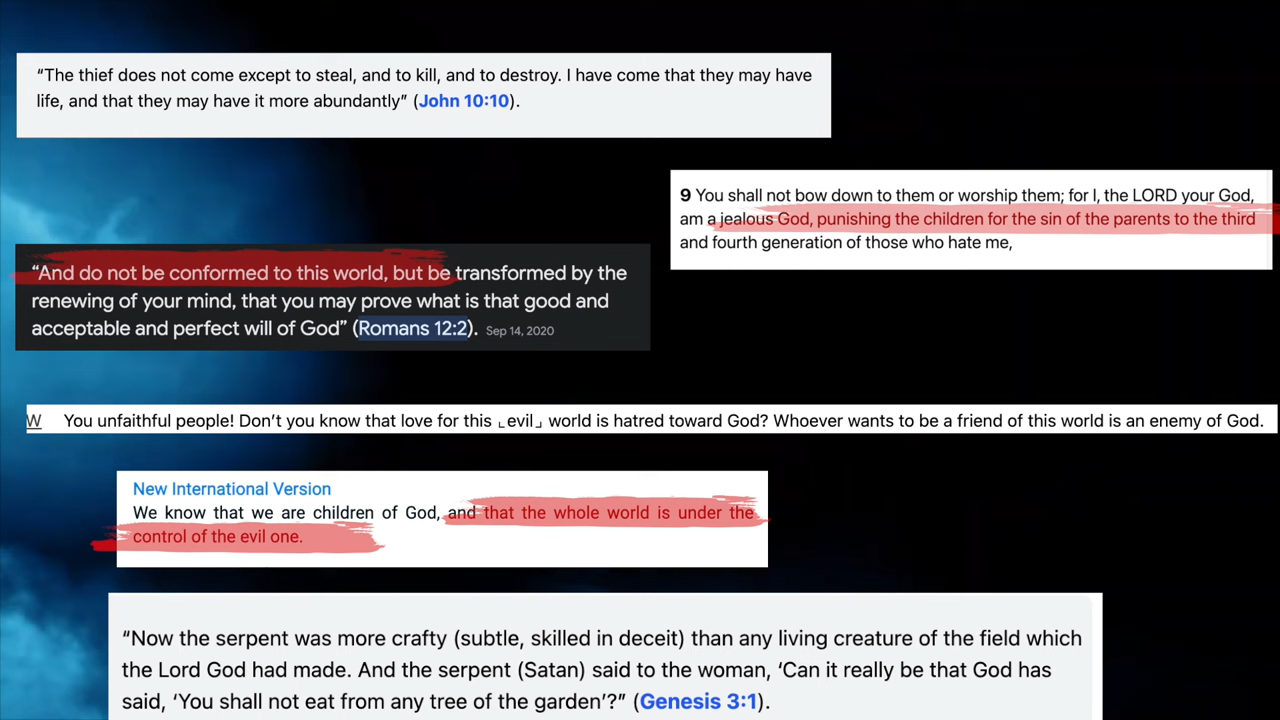 “The thief does not come except to steal, and to kill, and to destroy. I have come that they may have
life, and that they may have it more abundantly” (John 10:10).
9 You shall not bow down to them or worship them; for I, the LORD your God,
am a jealous God, punishing the children for the sin of the parents to the third
and fourth generation of those who hate me,
“And do not be conformed to this world, but be transformed by the
renewing of your mind, that you may prove what is that good and
acceptable and perfect will of God” (Romans 12:2). Sep 14, 2020
W You unfaithful people! Don’t you know that love for this ⌞evil⌟ world is hatred toward God? Whoever wants to be a friend of this world is an enemy of God.
New International Version
We know that we are children of God, and that the whole world is under the
control of the evil one.
“Now the serpent was more crafty (subtle, skilled in deceit) than any living creature of the field which
the Lord God had made. And the serpent (Satan) said to the woman, ‘Can it really be that God has
said, ‘You shall not eat from any tree of the garden’?” (Genesis 3:1).